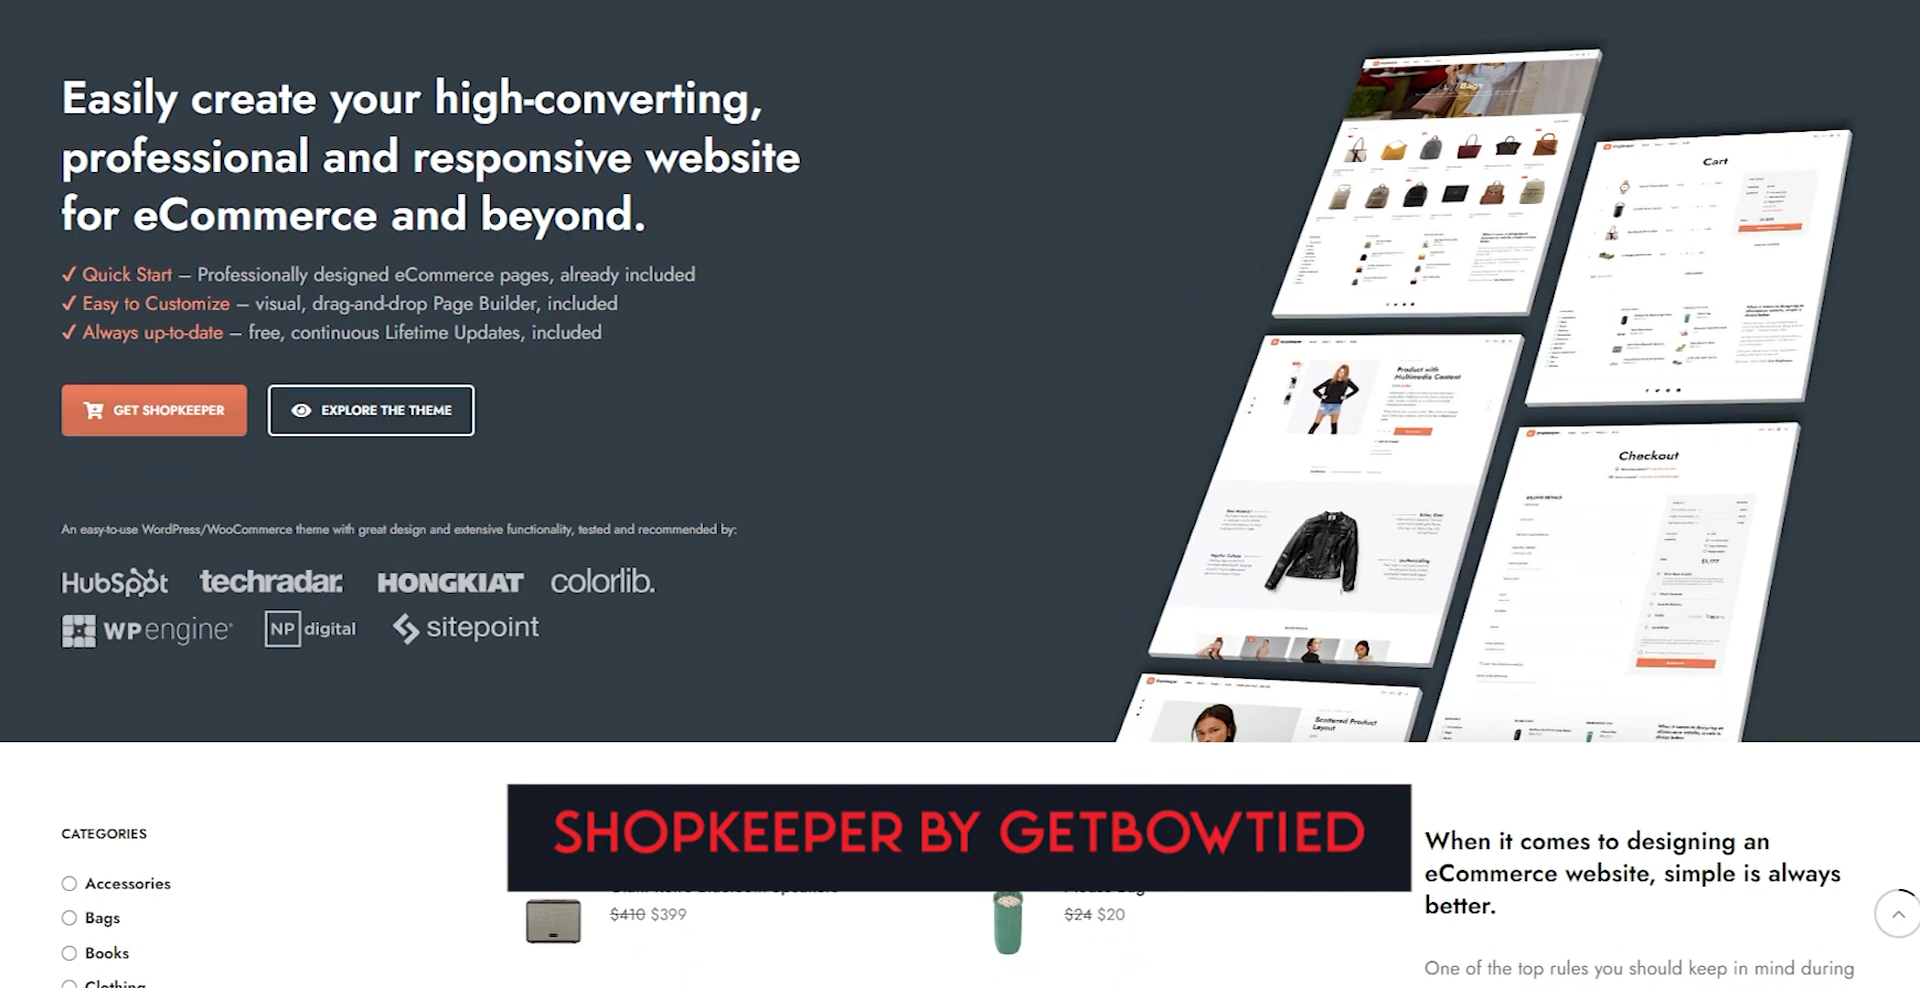 Easily create your high-converting,
professional and responsive website
for eCommerce and beyond.
✓ Quick Start – Professionally designed eCommerce pages, already included
✓ Easy to Customize – visual, drag-and-drop Page Builder, included
✓ Always up-to-date – free, continuous Lifetime Updates, included
GET SHOPKEEPER
EXPLORE THE THEME
An easy-to-use WordPress/WooCommerce theme with great design and extensive functionality, tested and recommended by:
HubSpot techradar. HONGKIAT colorlib.
WP engine® NP digital sitepoint
Bags
Cart
Product with
Multimedia Content
Checkout
$1,177
Scattered Product
Layout
SHOPKEEPER BY GETBOWTIED
CATEGORIES
Accessories
Bags
Books
Clothing
$410 $399
$24 $20
When it comes to designing an
eCommerce website, simple is always
better.
One of the top rules you should keep in mind during